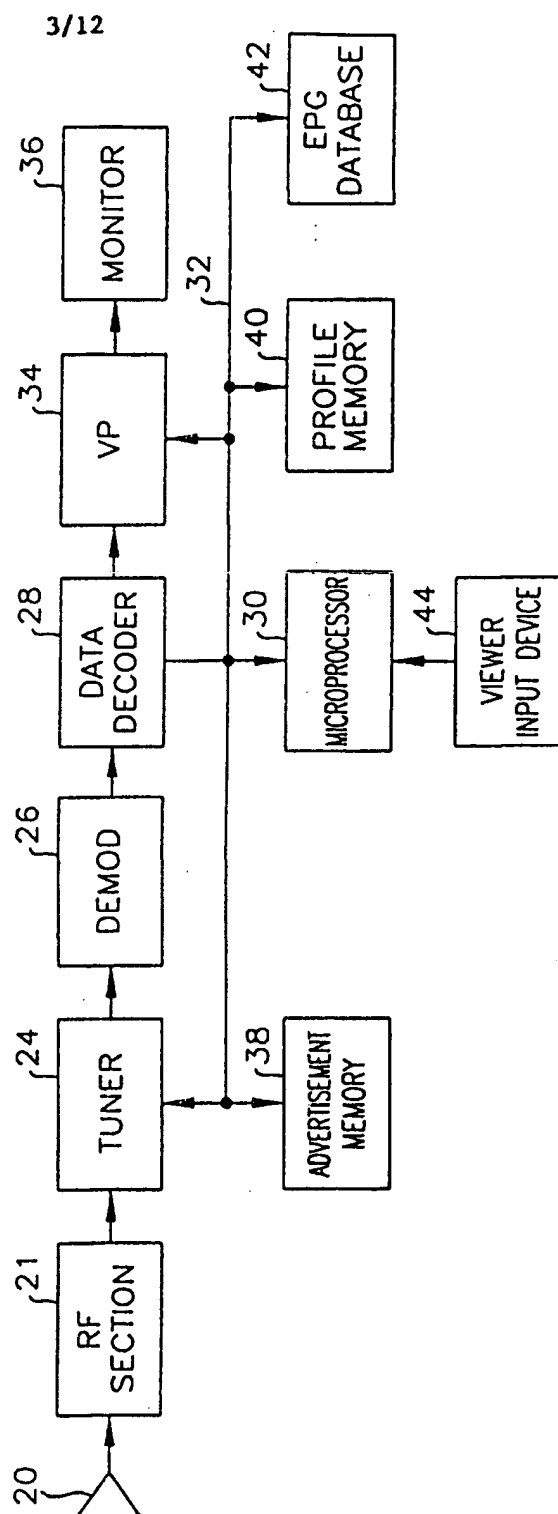 3/12
20
21
RF
SECTION
24
TUNER
26
DEMOD
28
DATA
DECODER
34
VP
36
MONITOR
32
38
ADVERTISEMENT
MEMORY
30
MICROPROCESSOR
40
PROFILE
MEMORY
42
EPG
DATABASE
44
VIEWER
INPUT DEVICE